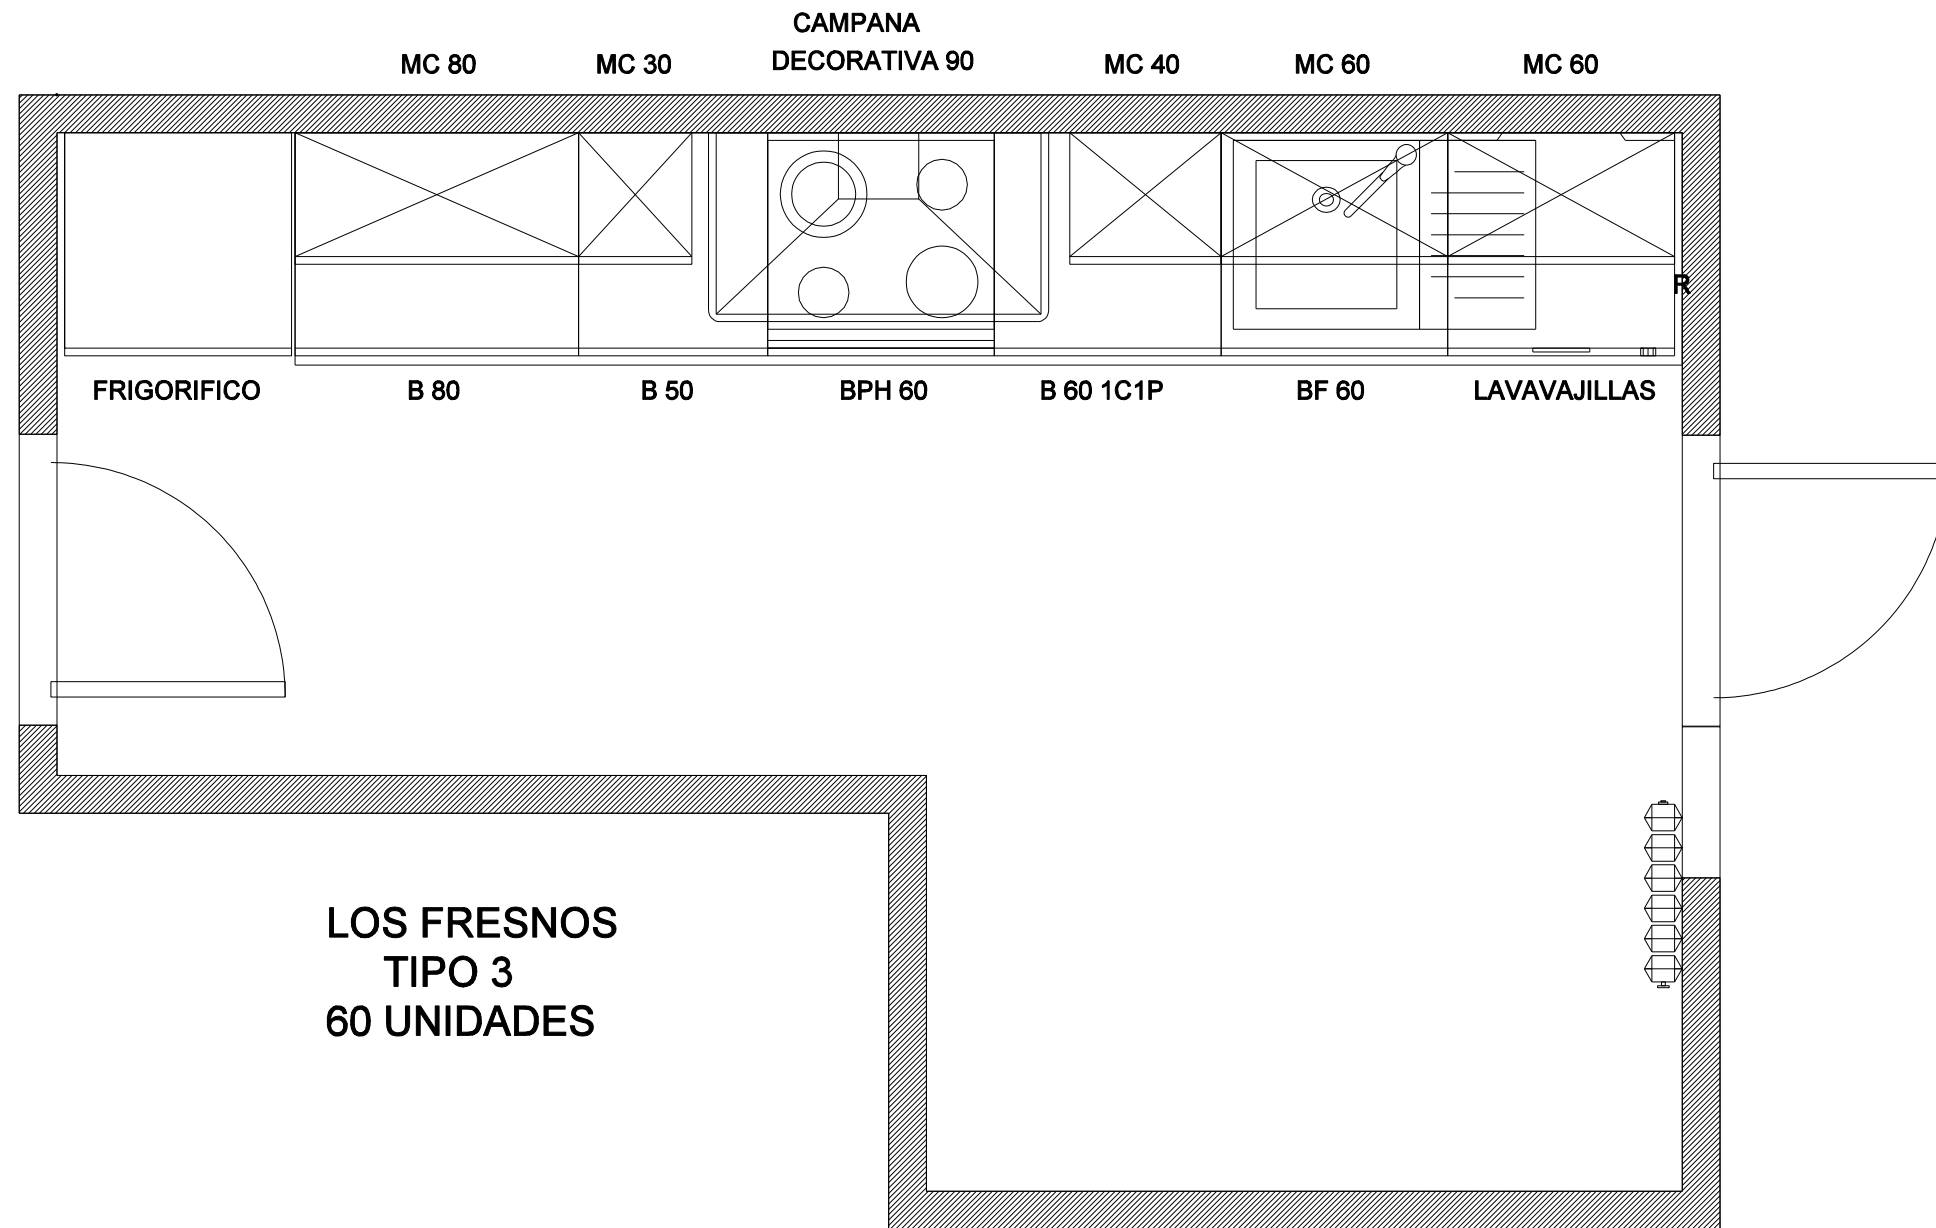 CAMPANA
MC 80 MC 30 DECORATIVA 90 MC 40 MC 60 MC 60
R
FRIGORIFICO B 80 B 50 BPH 60 B 60 1C1P BF 60 LAVAVAJILLAS
LOS FRESNOS
TIPO 3
60 UNIDADES